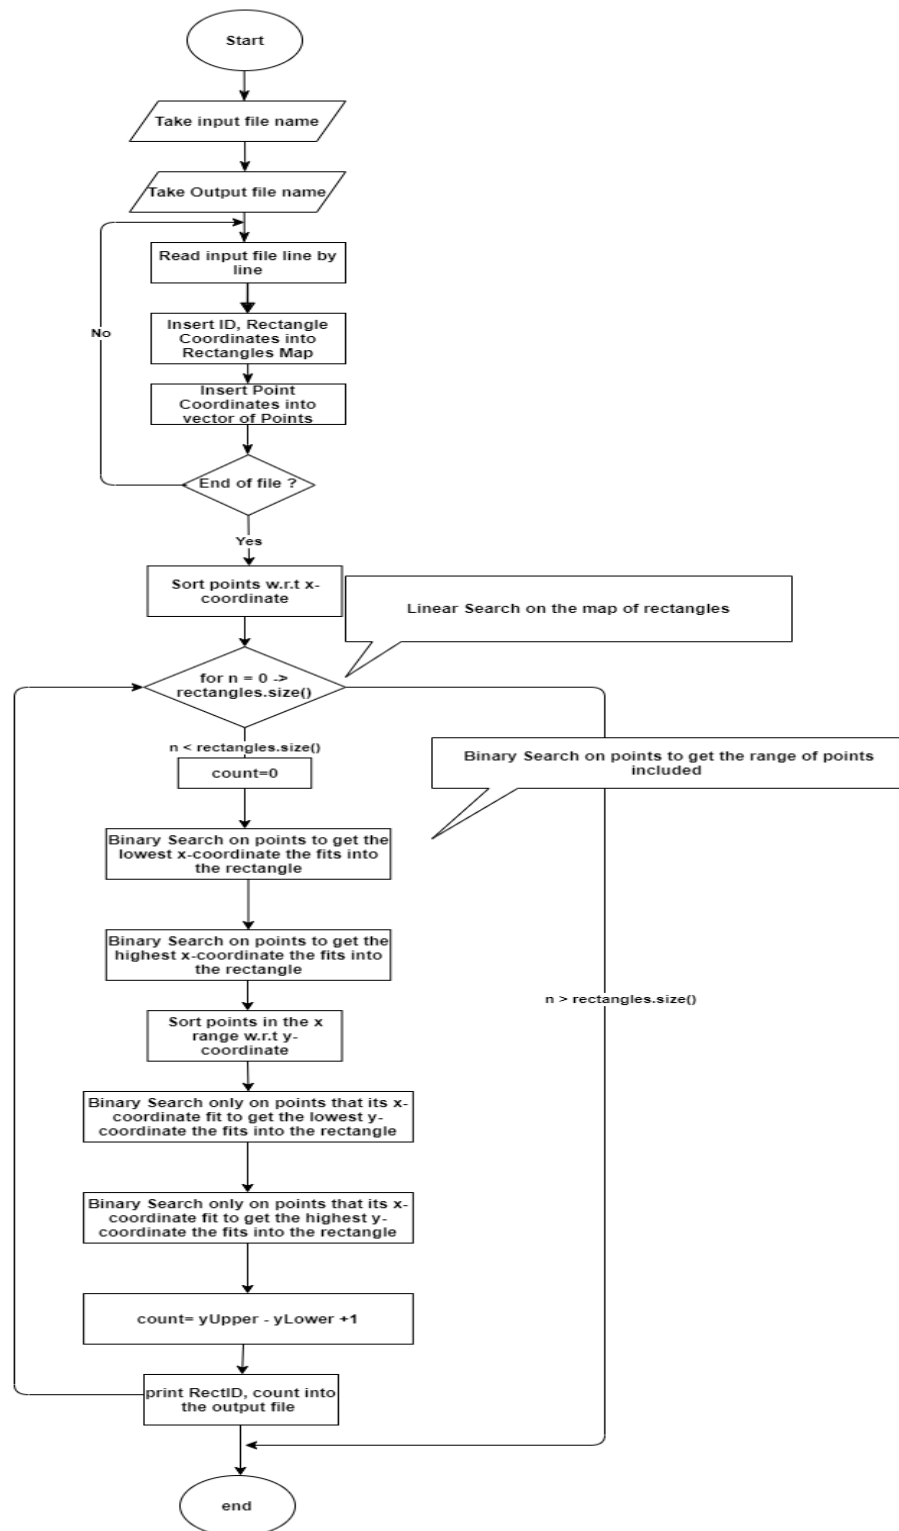 Start
Take input file name
Take Output file name
Read input file line by
line
No
Insert ID, Rectangle
Coordinates into
Rectangles Map
Insert Point
Coordinates into
vector of Points
End of file ?
Yes
Sort points w.r.t x-
coordinate
Linear Search on the map of rectangles
for n = 0 ->
rectangles.size()
n < rectangles.size()
count=0
Binary Search on points to get the range of points
included
Binary Search on points to get the
lowest x-coordinate the fits into
the rectangle
Binary Search on points to get the
highest x-coordinate the fits into
the rectangle
n > rectangles.size()
Sort points in the x
range w.r.t y-
coordinate
Binary Search only on points that its x-
coordinate fit to get the lowest y-
coordinate the fits into the rectangle
Binary Search only on points that its x-
coordinate fit to get the highest y-
coordinate the fits into the rectangle
count= yUpper - yLower +1
print RectID, count into
the output file
end